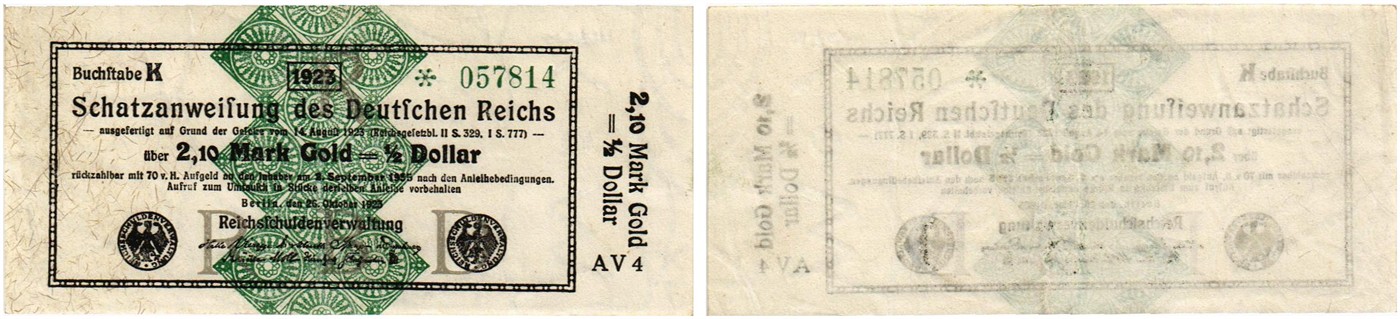 Buchſtabe K
1923
* 057814
Schatzanweiſung des Deutſchen Reichs
— ausgefertigt auf Grund der Geſetze vom 14. Auguſt 1923 (Reichsgeſetzbl. II S. 329, I S. 777) —
über 2,10 Mark Gold = ½ Dollar
rückzahlbar mit 70 v. H. Aufgeld an den Inhaber am 2. September 1935 nach den Anleihebedingungen.
Aufruf zum Umtauſch in Stücke derſelben Anleihe vorbehalten
Berlin, den 26. Oktober 1923
Reichsſchuldenverwaltung
REICHSSCHULDENVERWALTUNG
REICHSSCHULDENVERWALTUNG
2,10 Mark Gold
= ½ Dollar
AV 4